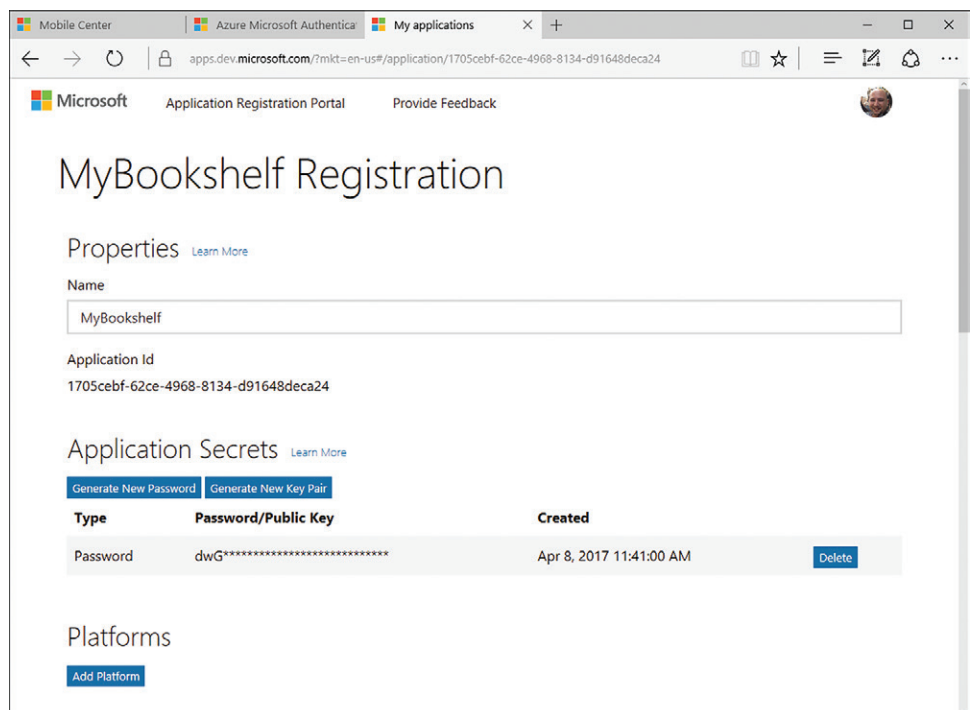 Mobile Center
Azure Microsoft Authentica
My applications
apps.dev.microsoft.com/?mkt=en-us#/application/1705cebf-62ce-4968-8134-d91648deca24
Microsoft
Application Registration Portal
Provide Feedback
MyBookshelf Registration
Properties Learn More
Name
MyBookshelf
Application Id
1705cebf-62ce-4968-8134-d91648deca24
Application Secrets Learn More
Generate New Password Generate New Key Pair
Type Password/Public Key Created
Password dwG**************************** Apr 8, 2017 11:41:00 AM Delete
Platforms
Add Platform